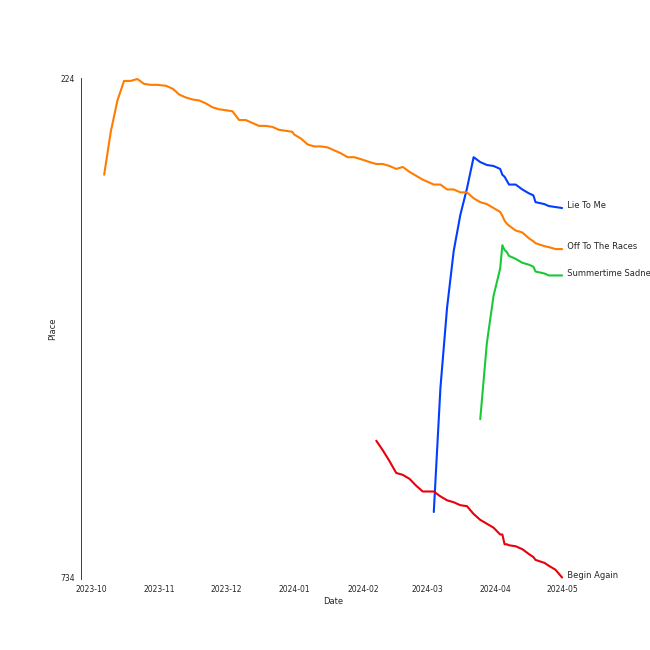 224
Lie To Me
Off To The Races
Summertime Sadne
Place
Begin Again
734
2023-10 2023-11 2023-12 2024-01 2024-02 2024-03 2024-04 2024-05
Date